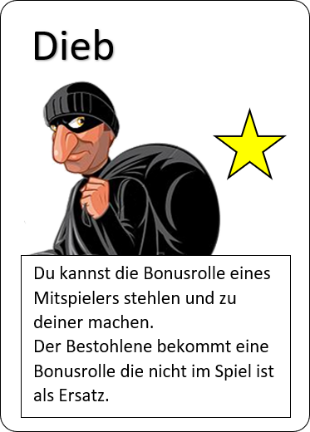 Dieb
Du kannst die Bonusrolle eines
Mitspielers stehlen und zu
deiner machen.
Der Bestohlene bekommt eine
Bonusrolle die nicht im Spiel ist
als Ersatz.